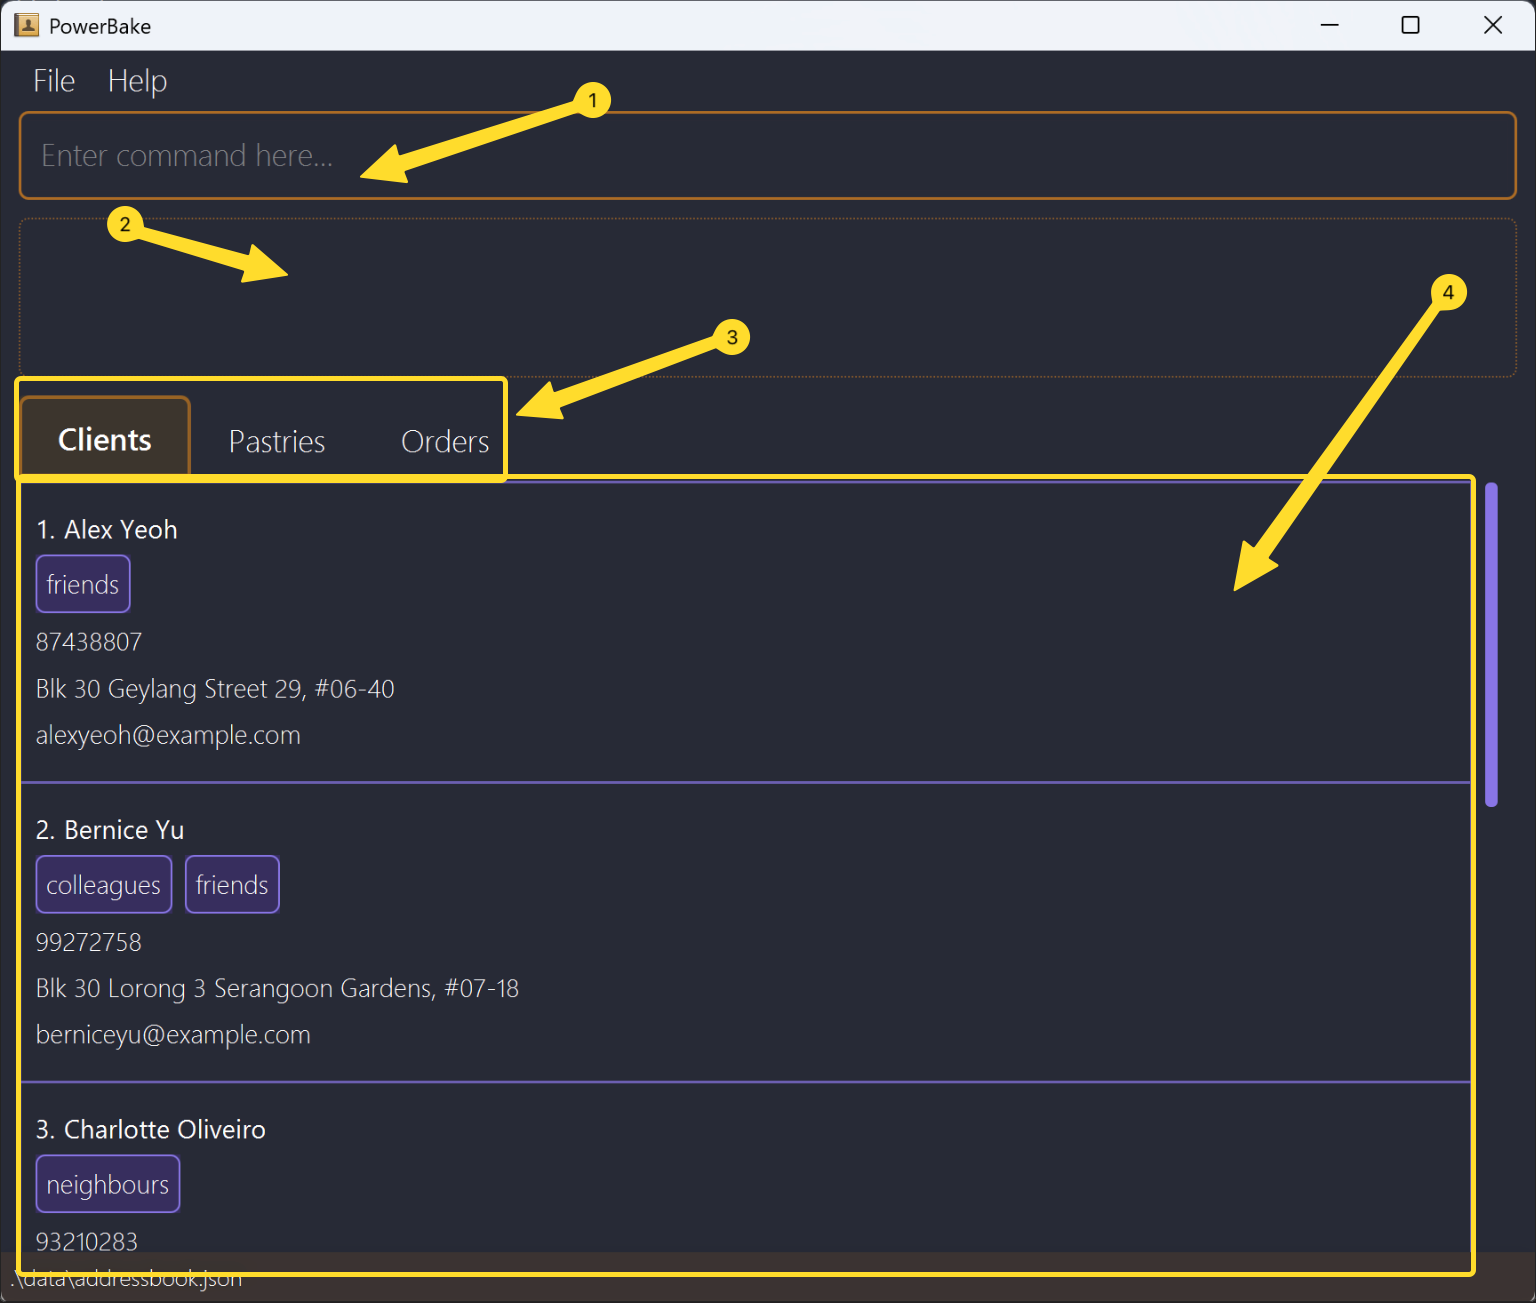 PowerBake
File Help
1
Enter command here...
2
3
4
Clients Pastries Orders
1. Alex Yeoh
friends
87438807
Blk 30 Geylang Street 29, #06-40
alexyeoh@example.com
2. Bernice Yu
colleagues friends
99272758
Blk 30 Lorong 3 Serangoon Gardens, #07-18
berniceyu@example.com
3. Charlotte Oliveiro
neighbours
93210283
.\data\addressbook.json